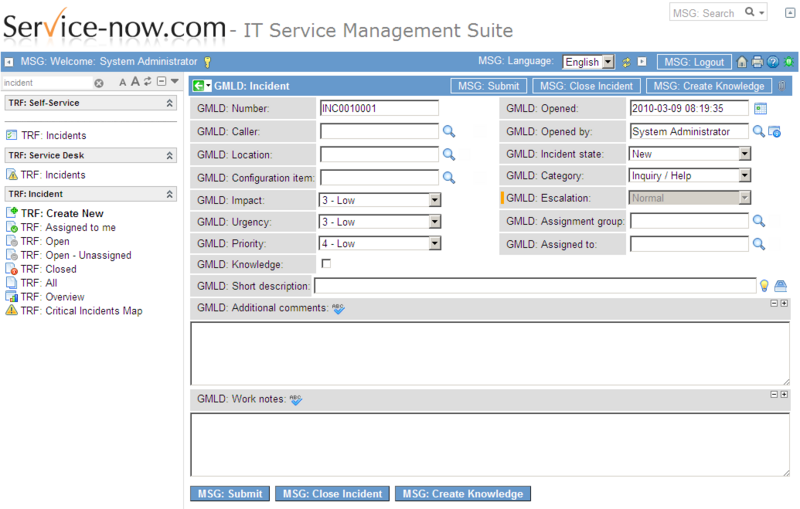 Service-now.com - IT Service Management Suite
MSG: Search
MSG: Welcome: System Administrator
MSG: Language: English
MSG: Logout
incident
A A
TRF: Self-Service
TRF: Incidents
TRF: Service Desk
TRF: Incidents
TRF: Incident
TRF: Create New
TRF: Assigned to me
TRF: Open
TRF: Open - Unassigned
TRF: Closed
TRF: All
TRF: Overview
TRF: Critical Incidents Map
GMLD: Incident
MSG: Submit
MSG: Close Incident
MSG: Create Knowledge
GMLD: Number: INC0010001
GMLD: Caller:
GMLD: Location:
GMLD: Configuration item:
GMLD: Impact: 3 - Low
GMLD: Urgency: 3 - Low
GMLD: Priority: 4 - Low
GMLD: Knowledge:
GMLD: Opened: 2010-03-09 08:19:35
GMLD: Opened by: System Administrator
GMLD: Incident state: New
GMLD: Category: Inquiry / Help
GMLD: Escalation: Normal
GMLD: Assignment group:
GMLD: Assigned to:
GMLD: Short description:
GMLD: Additional comments: ABC
GMLD: Work notes: ABC
MSG: Submit
MSG: Close Incident
MSG: Create Knowledge